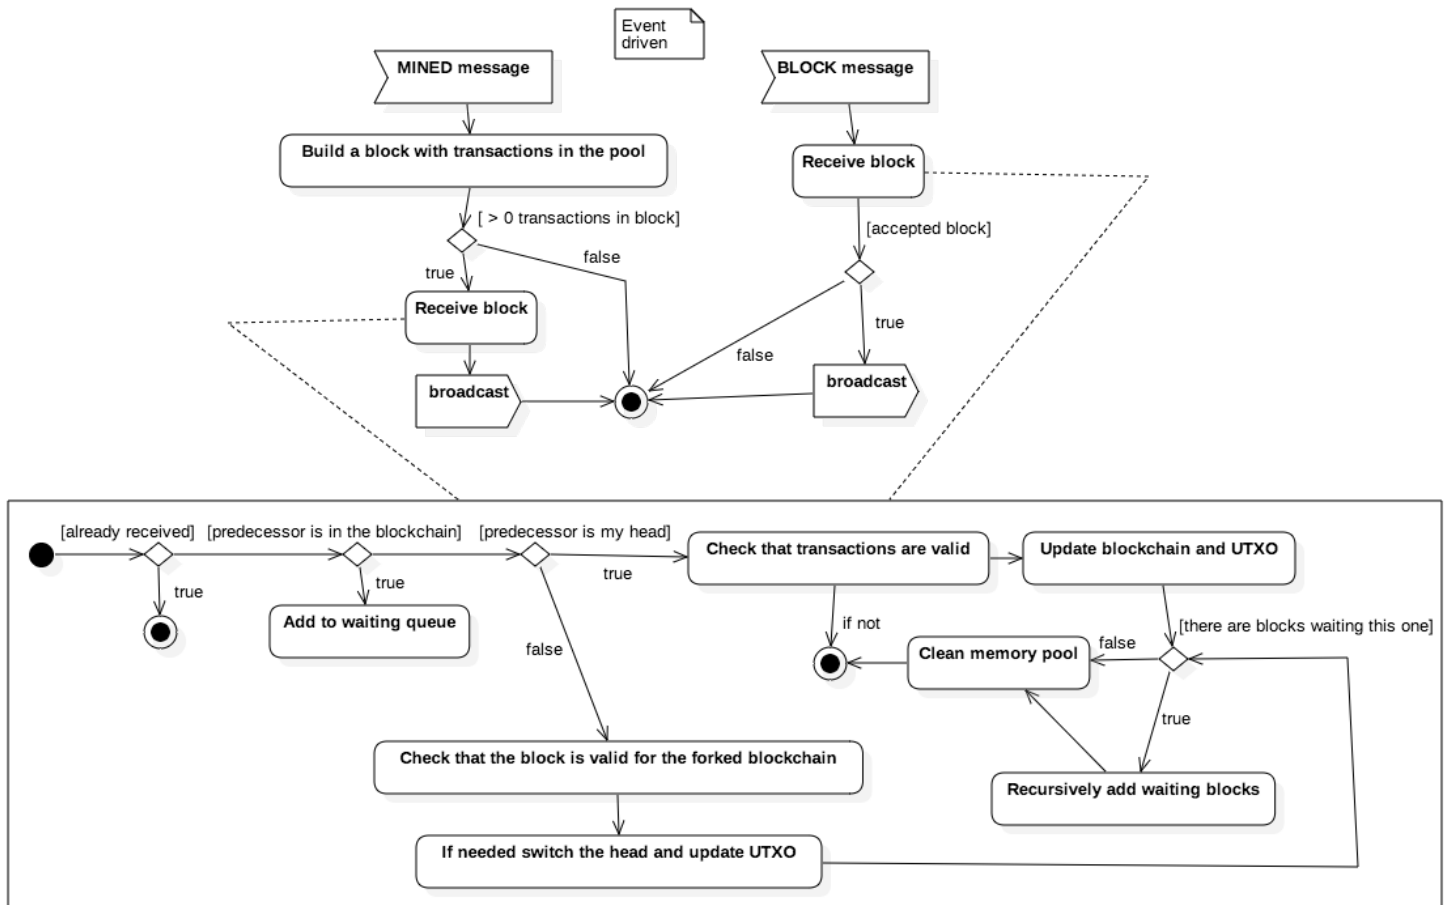 Event
driven
MINED message
BLOCK message
Build a block with transactions in the pool
Receive block
[ > 0 transactions in block]
[accepted block]
false
true
Receive block
true
false
broadcast
broadcast
[already received]
[predecessor is in the blockchain]
[predecessor is my head]
Check that transactions are valid
Update blockchain and UTXO
true
true
true
Add to waiting queue
if not
[there are blocks waiting this one]
false
false
Clean memory pool
true
Check that the block is valid for the forked blockchain
Recursively add waiting blocks
If needed switch the head and update UTXO